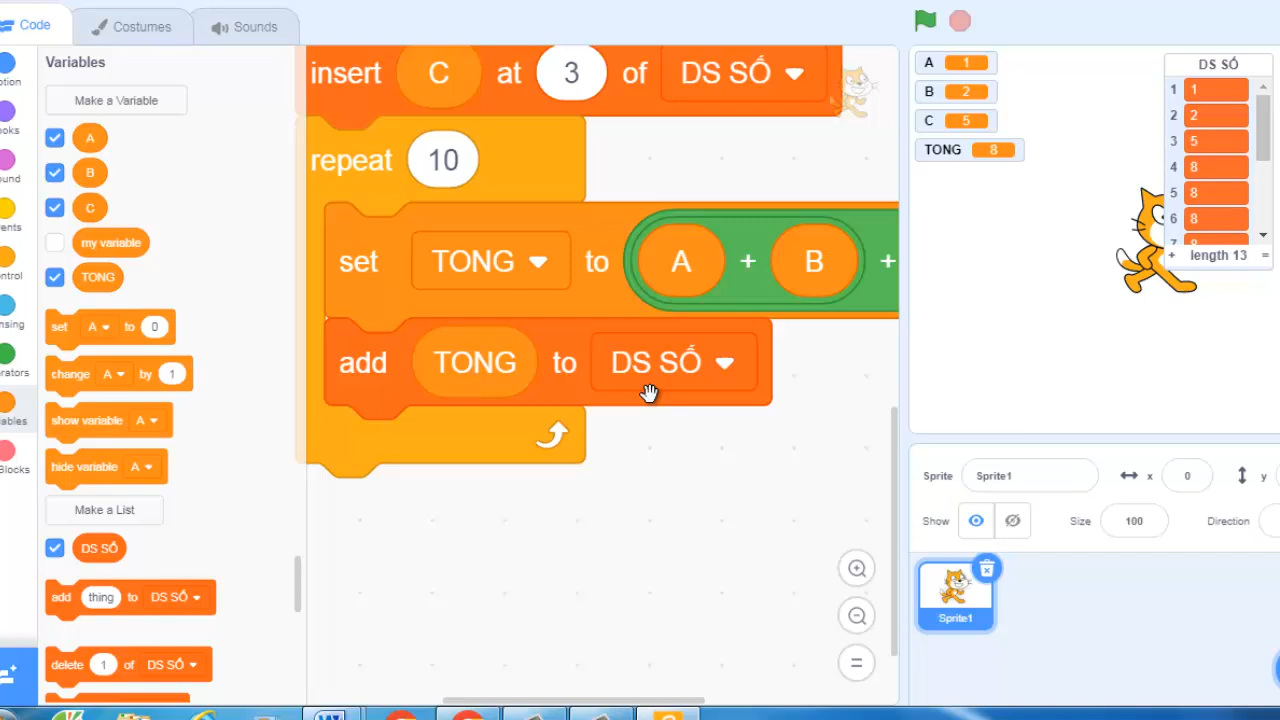 Code
Costumes
Sounds
Variables
Make a Variable
A
B
C
my variable
TONG
set A to 0
change A by 1
show variable A
hide variable A
Make a List
DS SỐ
add thing to DS SỐ
delete 1 of DS SỐ
insert C at 3 of DS SỐ
repeat 10
set TONG to A + B +
add TONG to DS SỐ
A 1
B 2
C 5
TONG 8
DS SỐ
1 1
2 2
3 5
4 8
5 8
6 8
7 8
+ length 13 =
Sprite Sprite1 x 0 y
Show Size 100 Direction
Sprite1